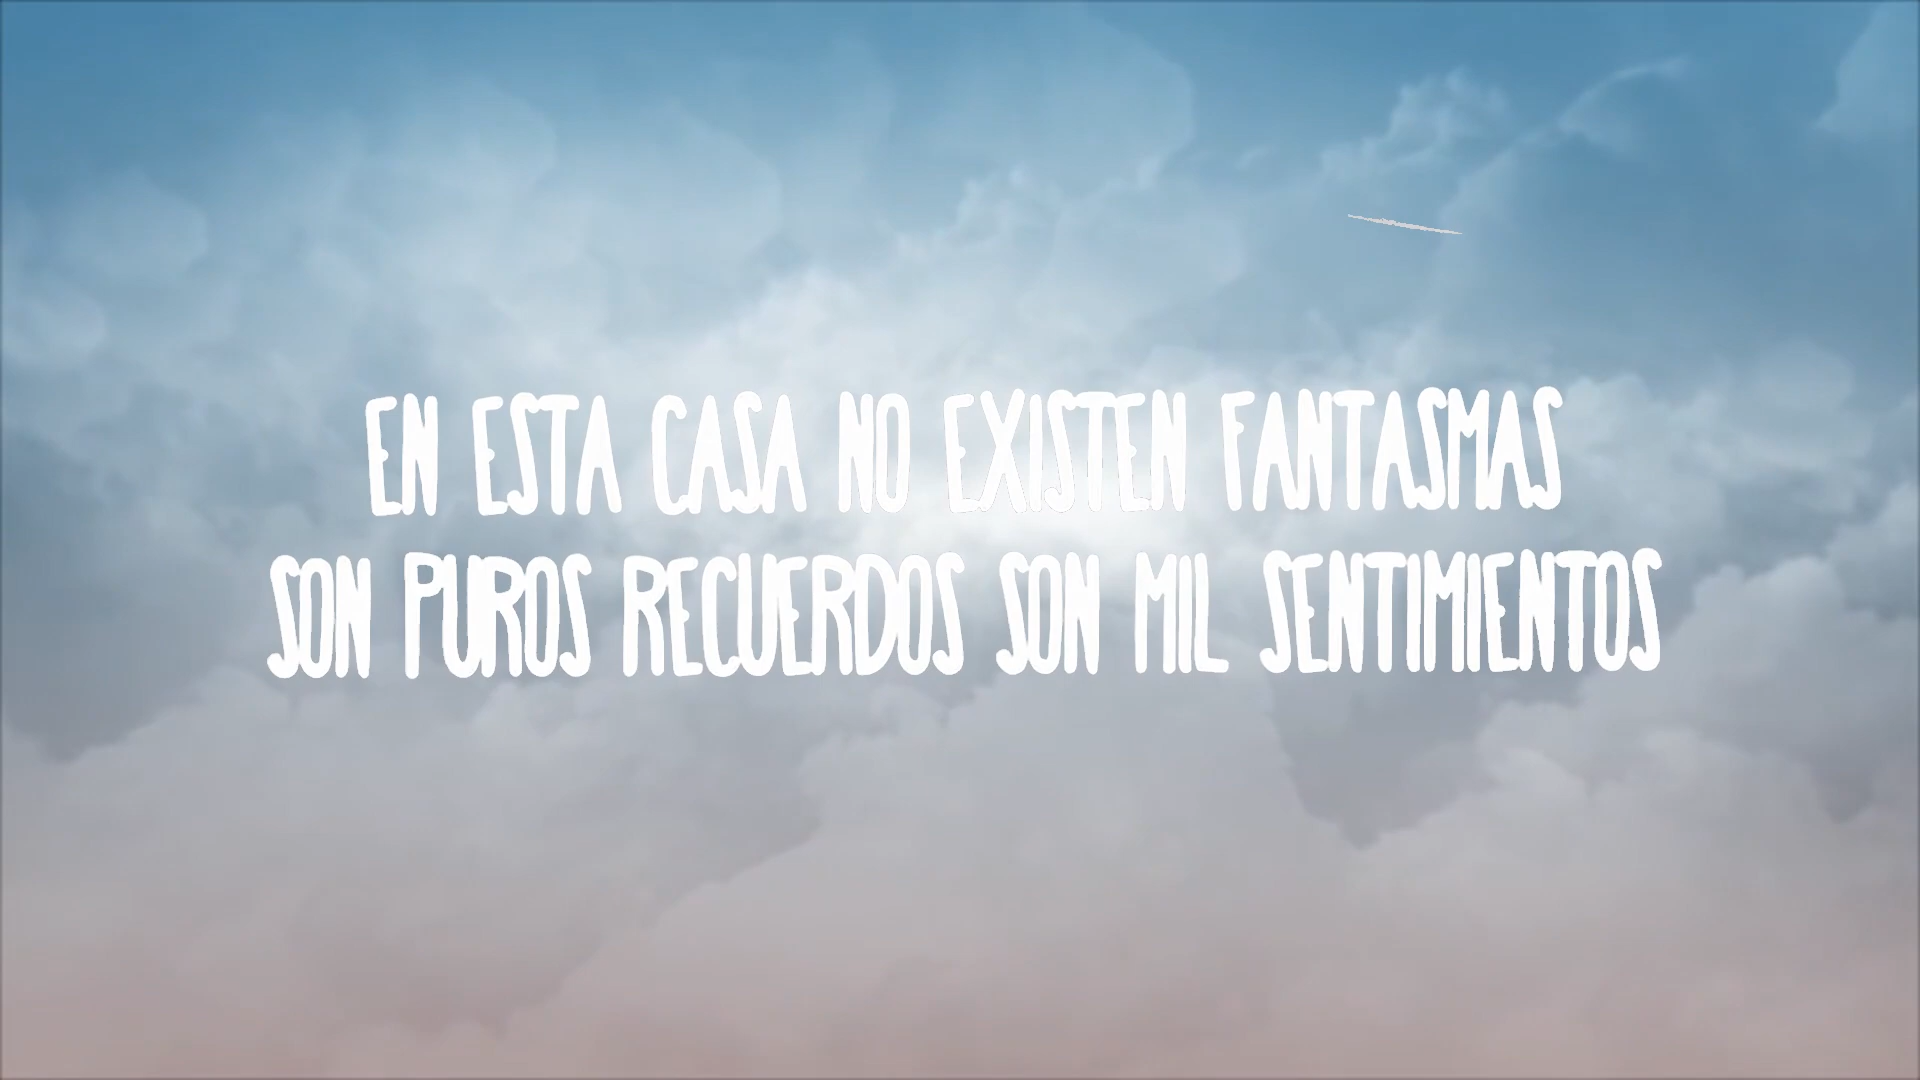 EN ESTA CASA NO EXISTEN FANTASMAS
SON PUROS RECUERDOS SON MIL SENTIMIENTOS